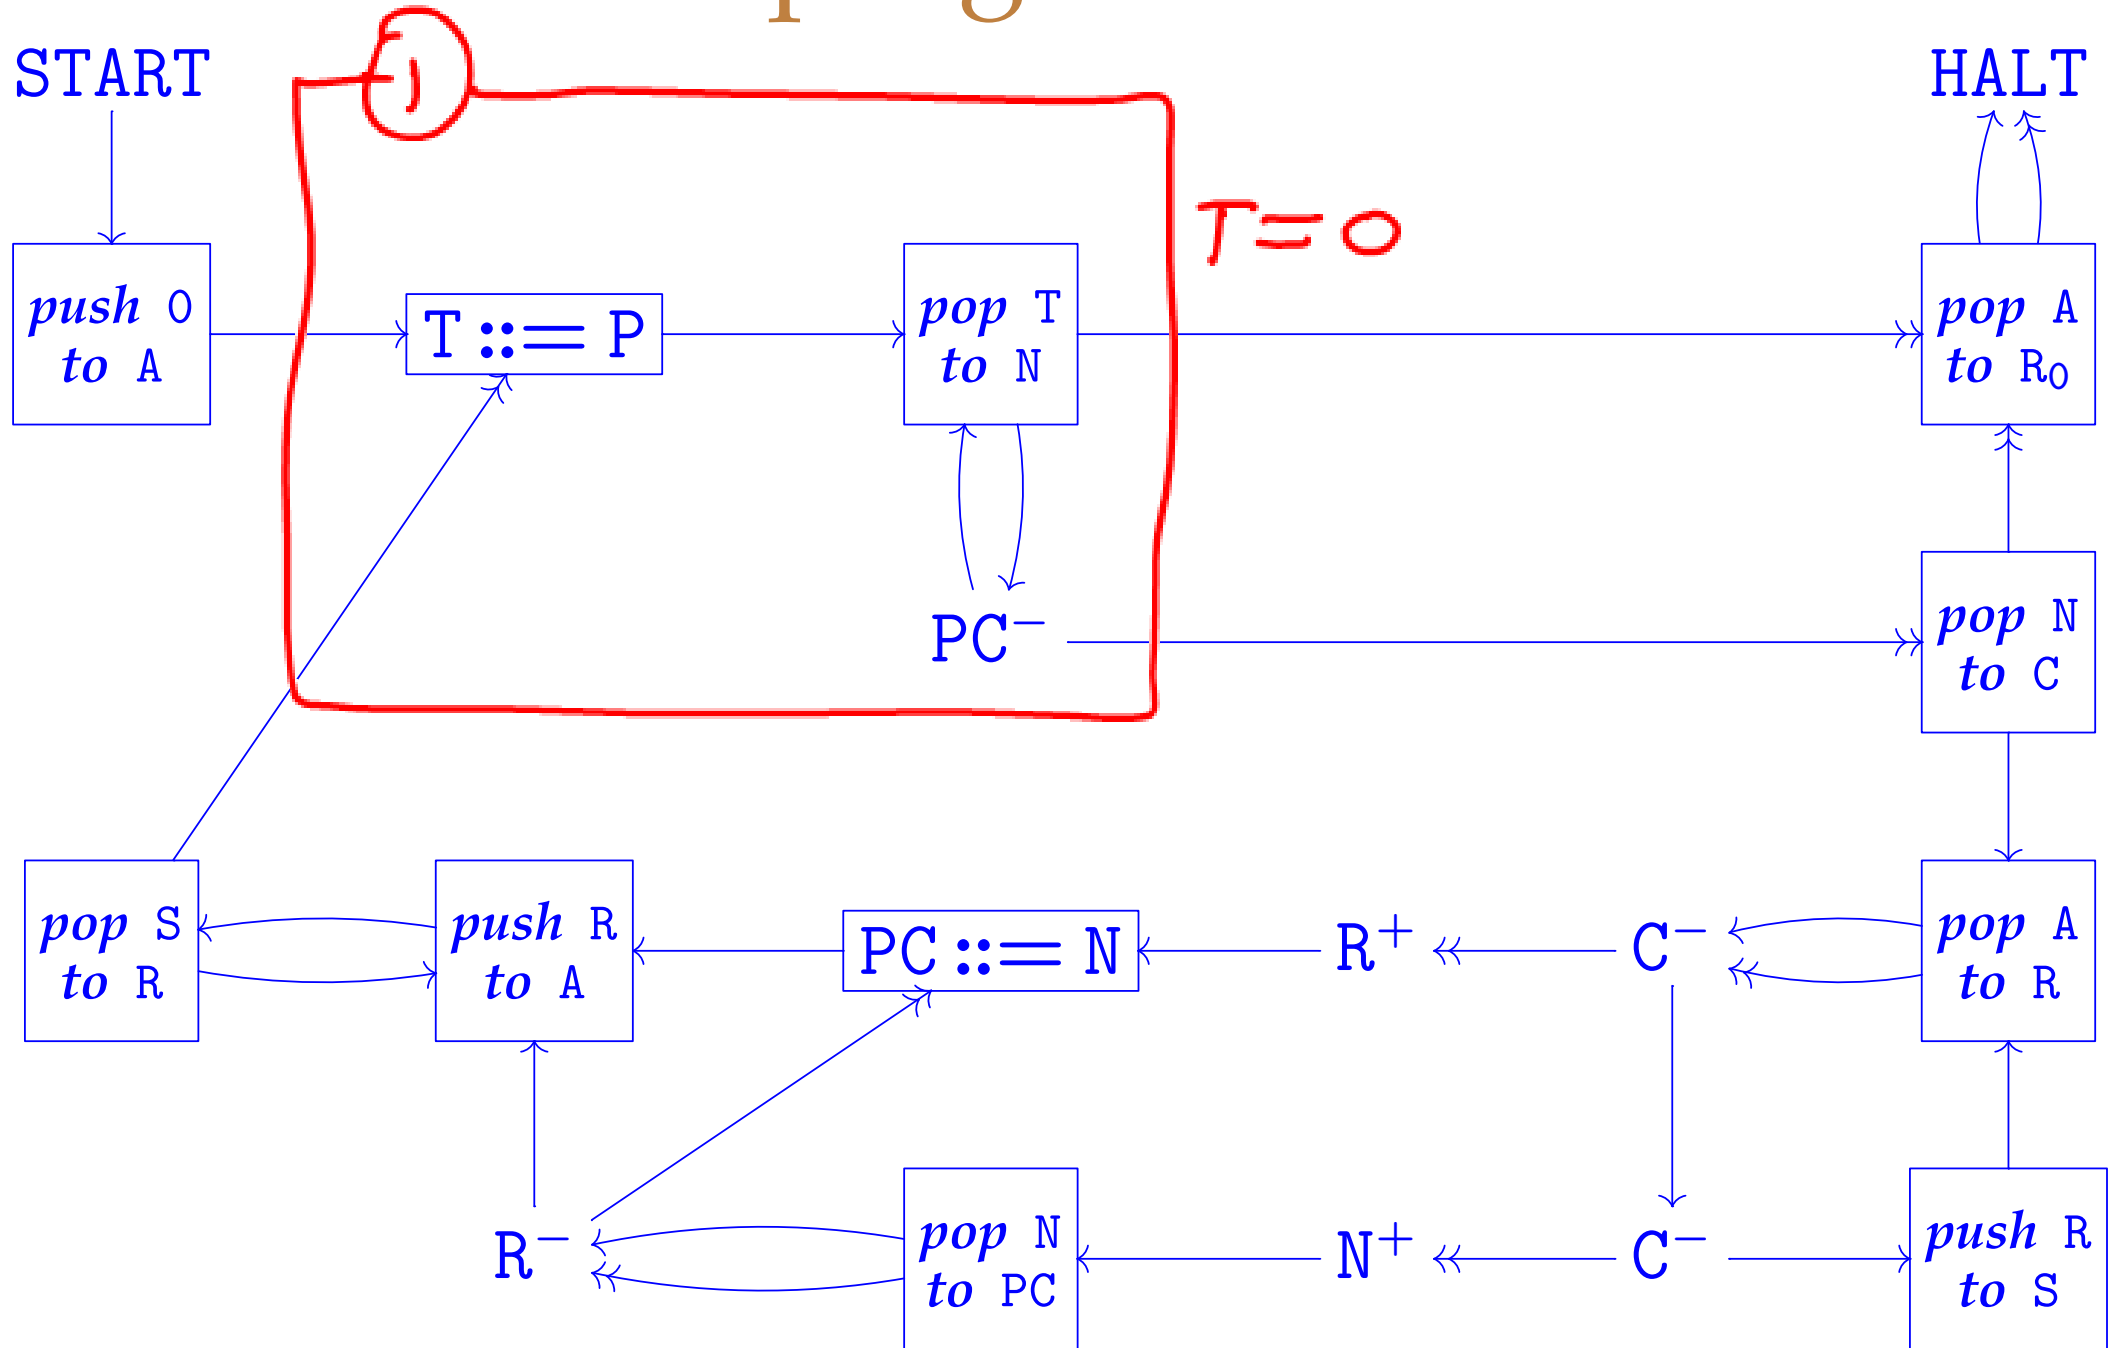 START
HALT
1
T=0
push 0
to A
T ::= P
pop T
to N
pop A
to R₀
PC⁻
pop N
to C
pop S
to R
push R
to A
PC ::= N
R⁺
C⁻
pop A
to R
R⁻
pop N
to PC
N⁺
C⁻
push R
to S